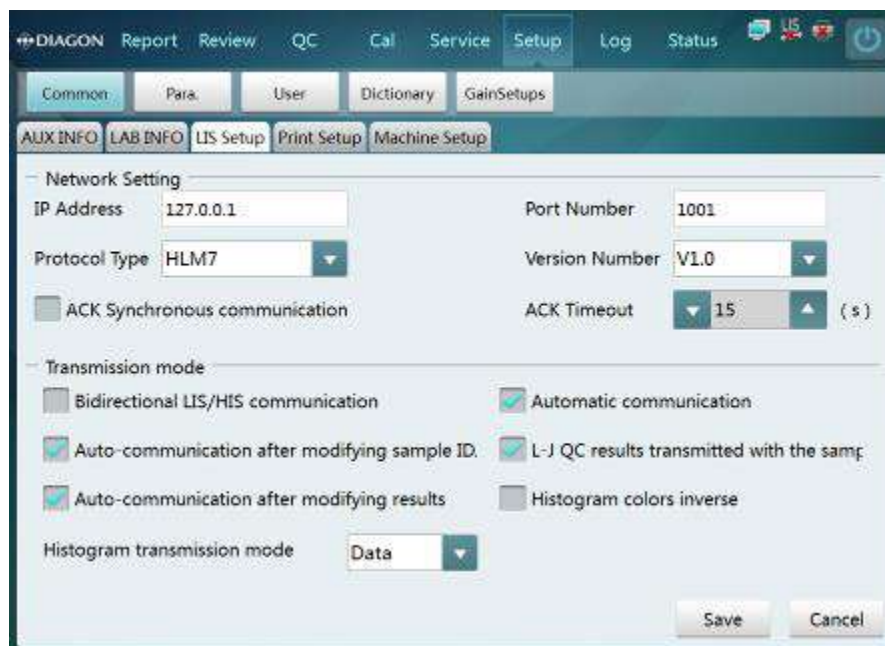 DIAGON Report Review QC Cal Service Setup Log Status LIS
Common Para. User Dictionary GainSetups
AUX INFO LAB INFO LIS Setup Print Setup Machine Setup
Network Setting
IP Address 127.0.0.1 Port Number 1001
Protocol Type HLM7 Version Number V1.0
ACK Synchronous communication ACK Timeout 15 (s)
Transmission mode
Bidirectional LIS/HIS communication Automatic communication
Auto-communication after modifying sample ID. L-J QC results transmitted with the samp
Auto-communication after modifying results Histogram colors inverse
Histogram transmission mode Data
Save Cancel